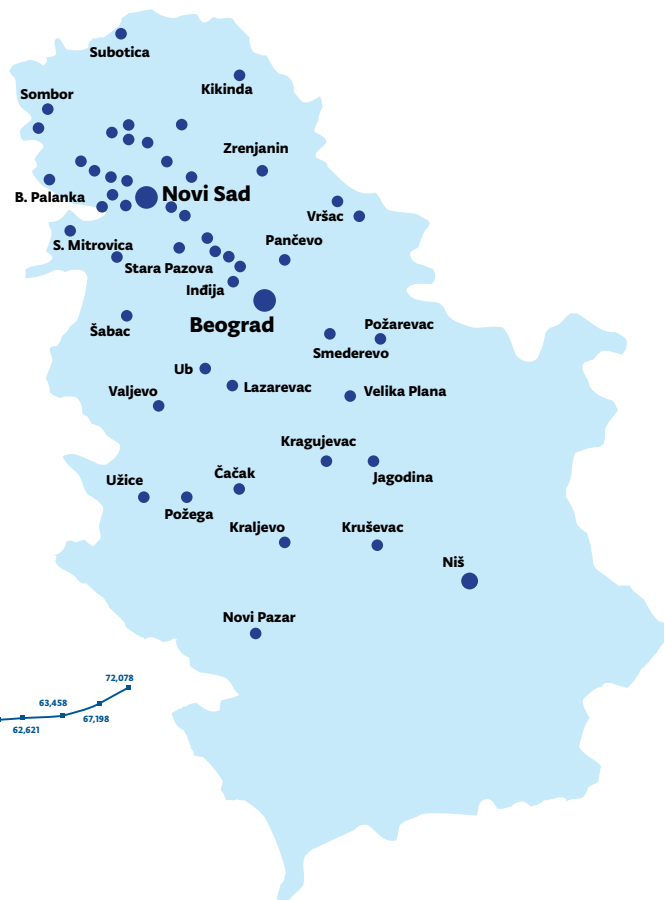 Subotica
Kikinda
Sombor
Zrenjanin
Novi Sad
B. Palanka
Vršac
Pančevo
S. Mitrovica
Stara Pazova
Inđija
Beograd
Šabac
Požarevac
Smederevo
Ub
Lazarevac
Velika Plana
Valjevo
Kragujevac
Jagodina
Čačak
Užice
Požega
Kraljevo
Kruševac
Niš
Novi Pazar
72,078
63,458
67,198
62,621